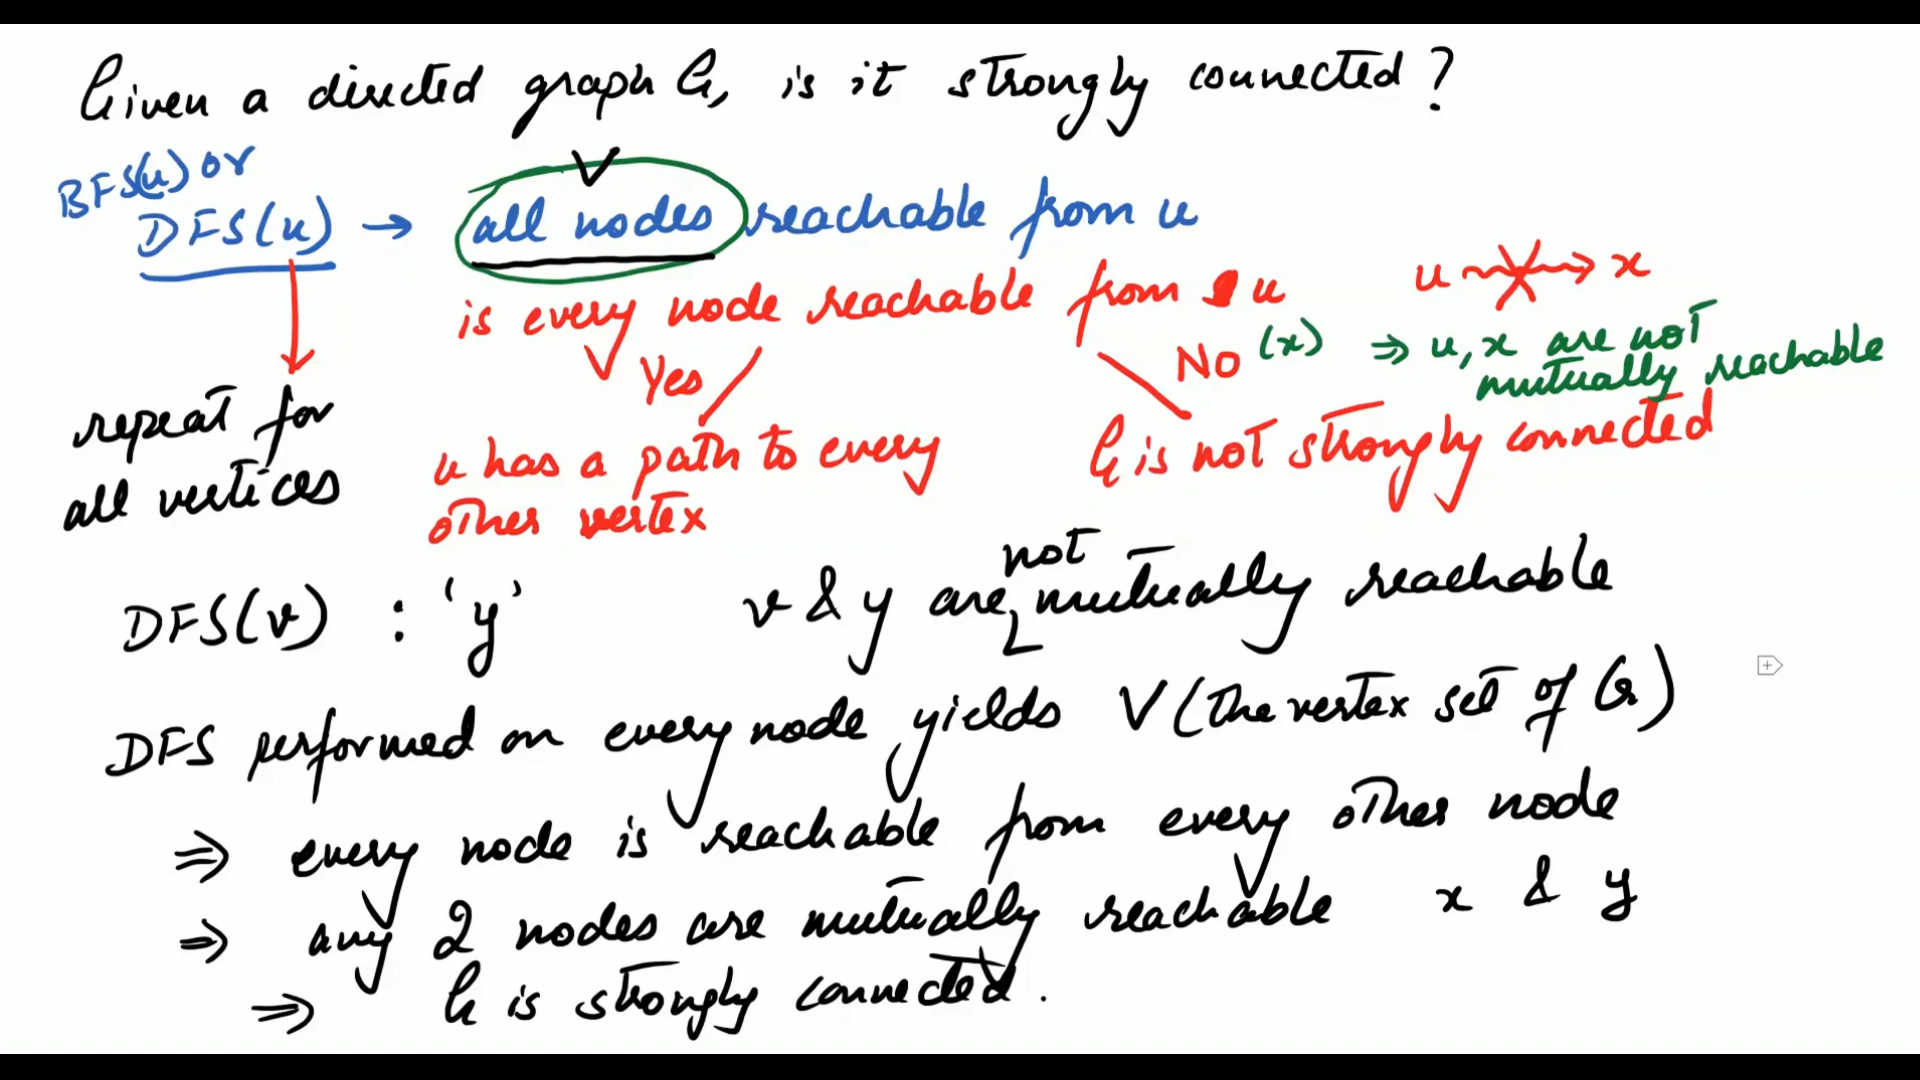 Given a directed graph G, is it strongly connected?
BFS(u) or
V
DFS(u) → all nodes reachable from u
is every node reachable from u
u x
Yes
No (x) ⇒ u, x are not
mutually reachable
repeat for
all vertices
u has a path to every
other vertex
G is not strongly connected
DFS(v) : 'y' v & y are not mutually reachable
DFS performed on every node yields V (the vertex set of G)
⇒ every node is reachable from every other node
⇒ any 2 nodes are mutually reachable x & y
⇒ G is strongly connected.